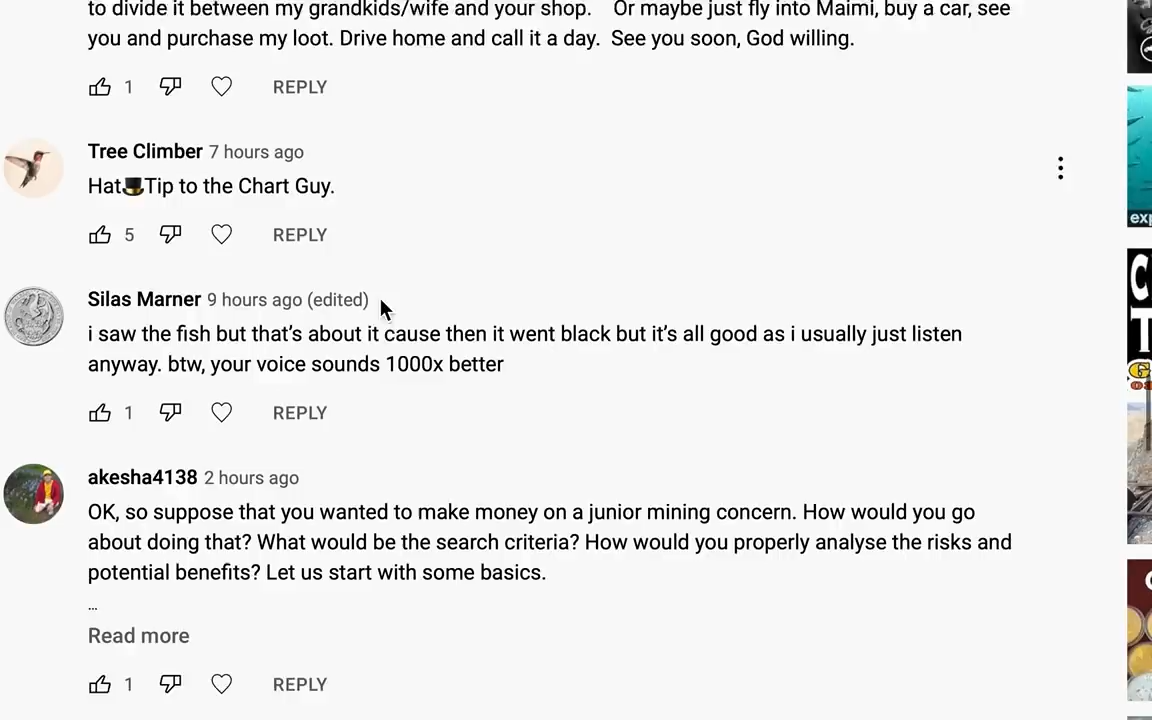 to divide it between my grandkids/wife and your shop. Or maybe just fly into Maimi, buy a car, see
you and purchase my loot. Drive home and call it a day. See you soon, God willing.
1 REPLY
Tree Climber 7 hours ago
Hat🎩Tip to the Chart Guy.
5 REPLY
Silas Marner 9 hours ago (edited)
i saw the fish but that's about it cause then it went black but it's all good as i usually just listen
anyway. btw, your voice sounds 1000x better
1 REPLY
akesha4138 2 hours ago
OK, so suppose that you wanted to make money on a junior mining concern. How would you go
about doing that? What would be the search criteria? How would you properly analyse the risks and
potential benefits? Let us start with some basics.
...
Read more
1 REPLY
exp